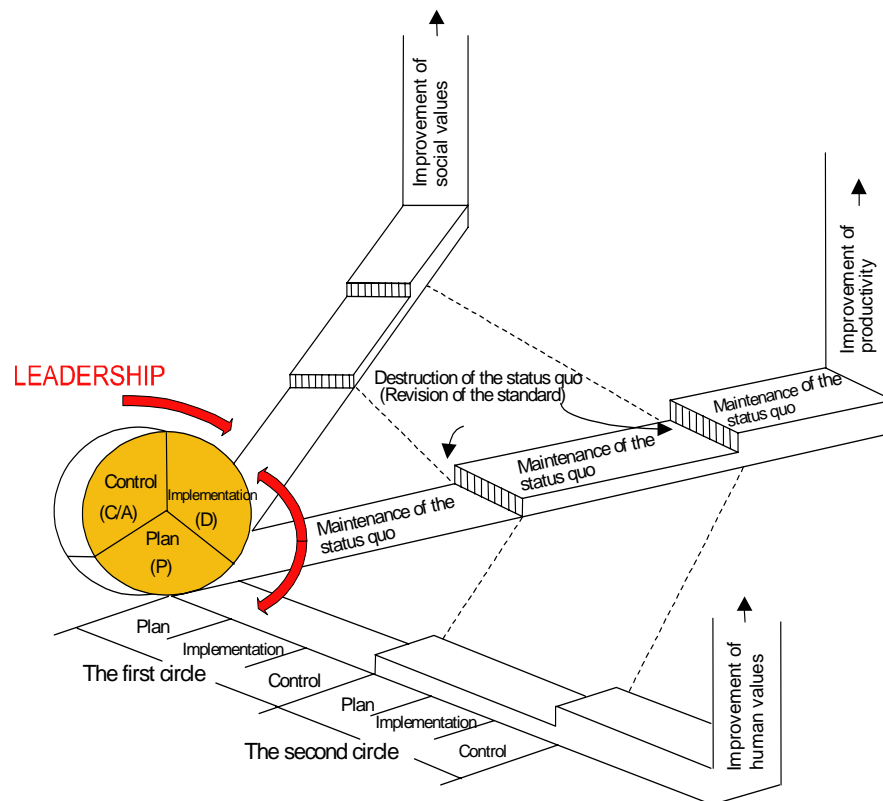 Improvement of
social values
Improvement of
productivity
LEADERSHIP
Destruction of the status quo
(Revision of the standard)
Maintenance of the
status quo
Maintenance of the
status quo
Maintenance of the
status quo
Control
(C/A)
Implementation
(D)
Plan
(P)
Plan
Implementation
Control
The first circle
Plan
Implementation
Control
The second circle
Improvement of
human values